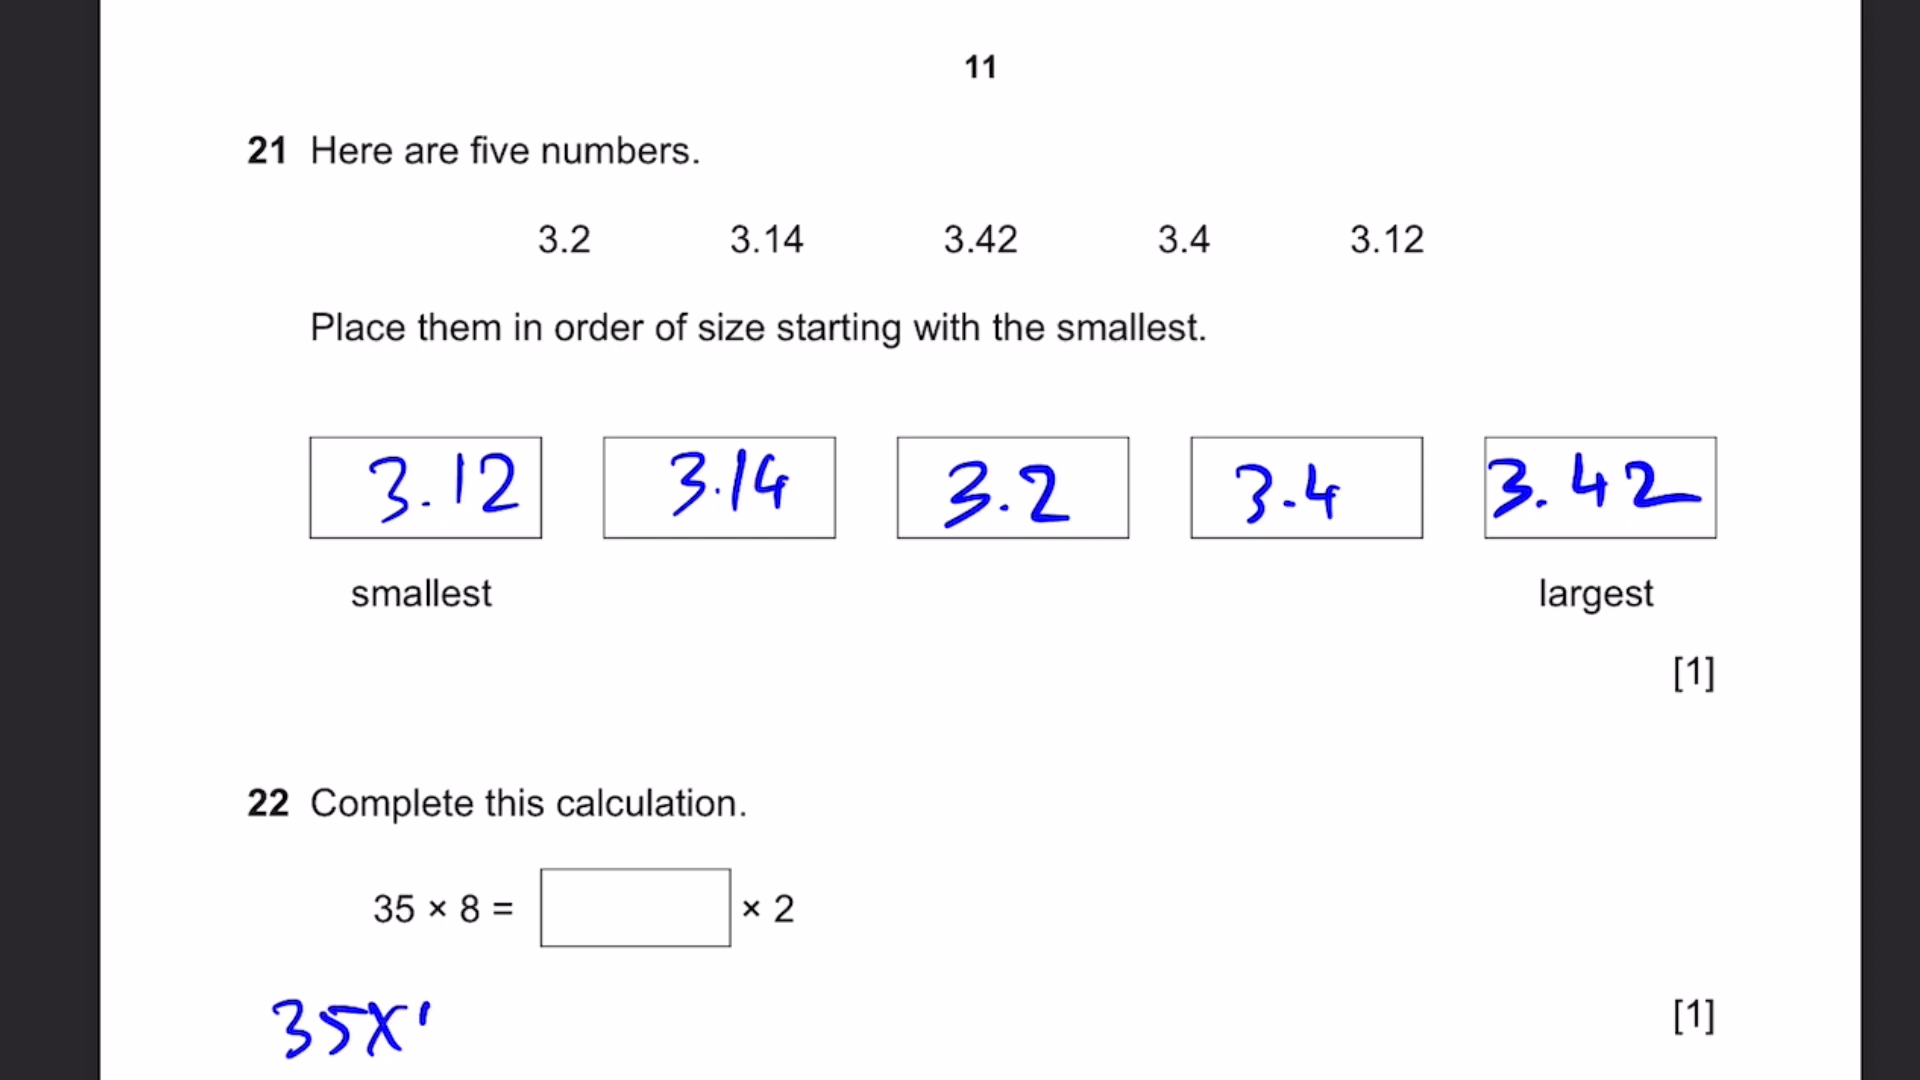 11
21 Here are five numbers.
3.2 3.14 3.42 3.4 3.12
Place them in order of size starting with the smallest.
3.12 3.14 3.2 3.4 3.42
smallest largest
[1]
22 Complete this calculation.
35 × 8 = × 2
35×
[1]